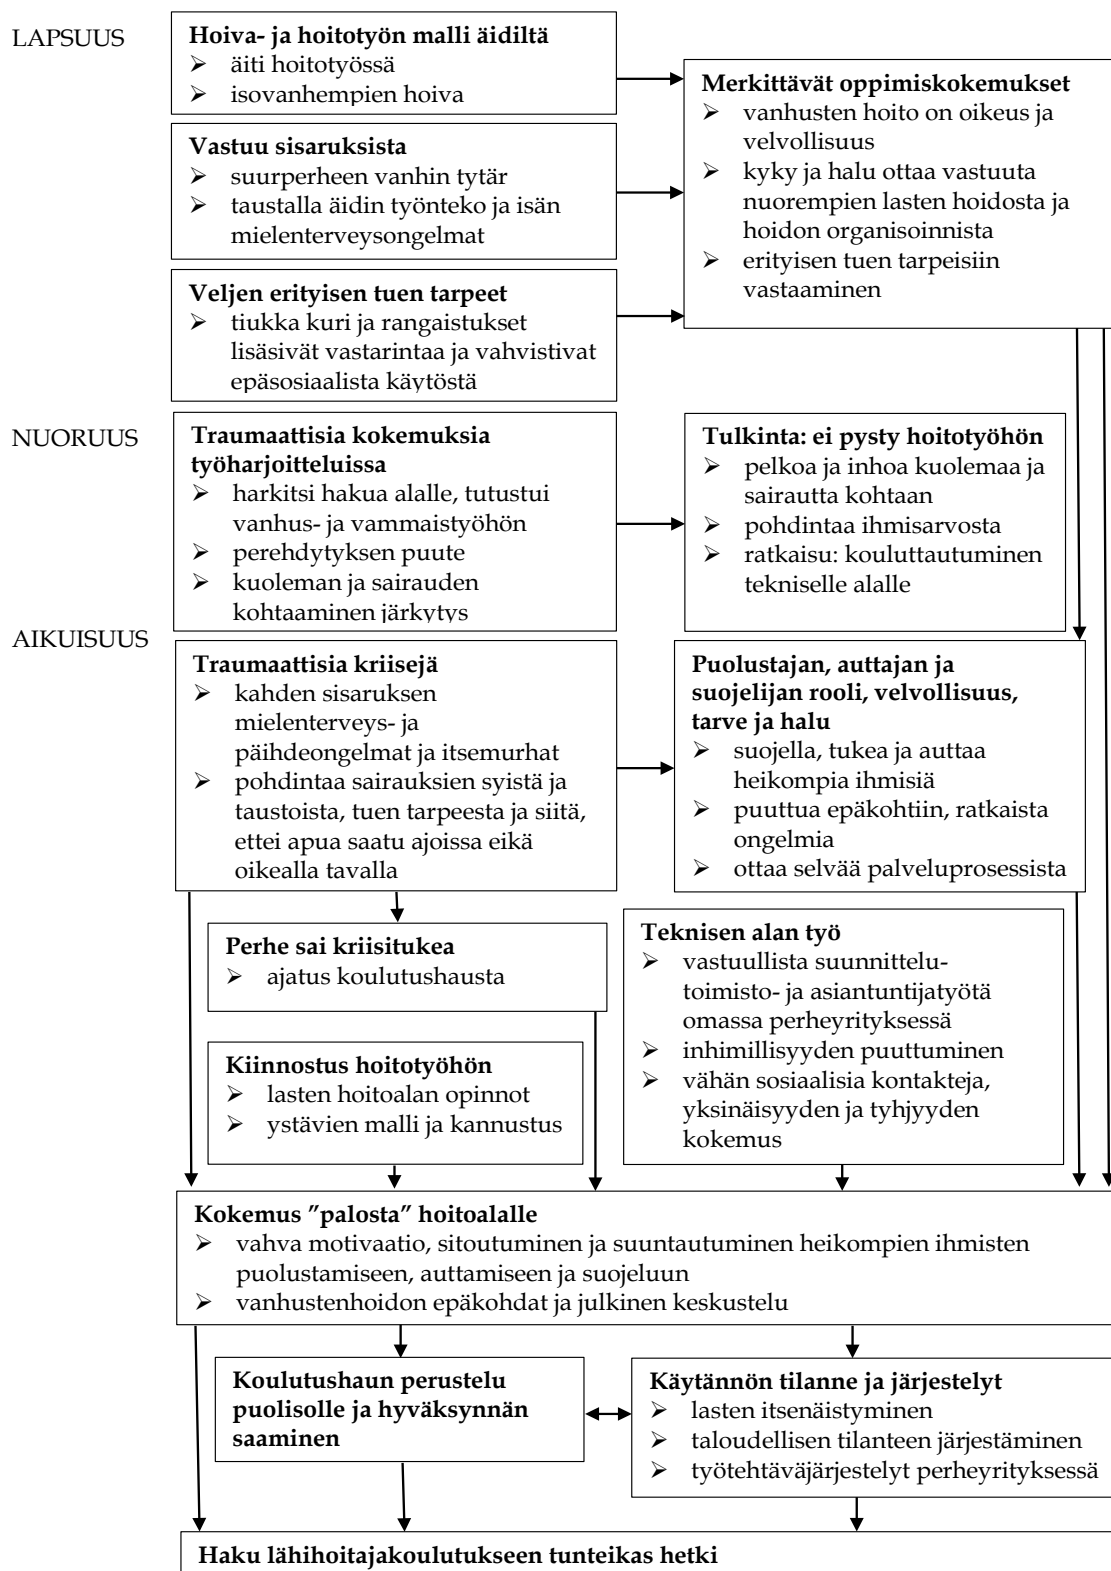 LAPSUUS
Hoiva- ja hoitotyön malli äidiltä
➢ äiti hoitotyössä
➢ isovanhempien hoiva
Vastuu sisaruksista
➢ suurperheen vanhin tytär
➢ taustalla äidin työnteko ja isän
mielenterveysongelmat
Veljen erityisen tuen tarpeet
➢ tiukka kuri ja rangaistukset
lisäsivät vastarintaa ja vahvistivat
epäsosiaalista käytöstä
Merkittävät oppimiskokemukset
➢ vanhusten hoito on oikeus ja
velvollisuus
➢ kyky ja halu ottaa vastuuta
nuorempien lasten hoidosta ja
hoidon organisoinnista
➢ erityisen tuen tarpeisiin
vastaaminen
NUORUUS
Traumaattisia kokemuksia
työharjoitteluissa
➢ harkitsi hakua alalle, tutustui
vanhus- ja vammaistyöhön
➢ perehdytyksen puute
➢ kuoleman ja sairauden
kohtaaminen järkytys
Tulkinta: ei pysty hoitotyöhön
➢ pelkoa ja inhoa kuolemaa ja
sairautta kohtaan
➢ pohdintaa ihmisarvosta
➢ ratkaisu: kouluttautuminen
tekniselle alalle
AIKUISUUS
Traumaattisia kriisejä
➢ kahden sisaruksen
mielenterveys- ja
päihdeongelmat ja itsemurhat
➢ pohdintaa sairauksien syistä ja
taustoista, tuen tarpeesta ja siitä,
ettei apua saatu ajoissa eikä
oikealla tavalla
Puolustajan, auttajan ja
suojelijan rooli, velvollisuus,
tarve ja halu
➢ suojella, tukea ja auttaa
heikompia ihmisiä
➢ puuttua epäkohtiin, ratkaista
ongelmia
➢ ottaa selvää palveluprosessista
Perhe sai kriisitukea
➢ ajatus koulutushausta
Teknisen alan työ
➢ vastuullista suunnittelu-
toimisto- ja asiantuntijatyötä
omassa perheyrityksessä
➢ inhimillisyyden puuttuminen
➢ vähän sosiaalisia kontakteja,
yksinäisyyden ja tyhjyyden
kokemus
Kiinnostus hoitotyöhön
➢ lasten hoitoalan opinnot
➢ ystävien malli ja kannustus
Kokemus ”palosta” hoitoalalle
➢ vahva motivaatio, sitoutuminen ja suuntautuminen heikompien ihmisten
puolustamiseen, auttamiseen ja suojeluun
➢ vanhustenhoidon epäkohdat ja julkinen keskustelu
Koulutushaun perustelu
puolisolle ja hyväksynnän
saaminen
Käytännön tilanne ja järjestelyt
➢ lasten itsenäistyminen
➢ taloudellisen tilanteen järjestäminen
➢ työtehtäväjärjestelyt perheyrityksessä
Haku lähihoitajakoulutukseen tunteikas hetki